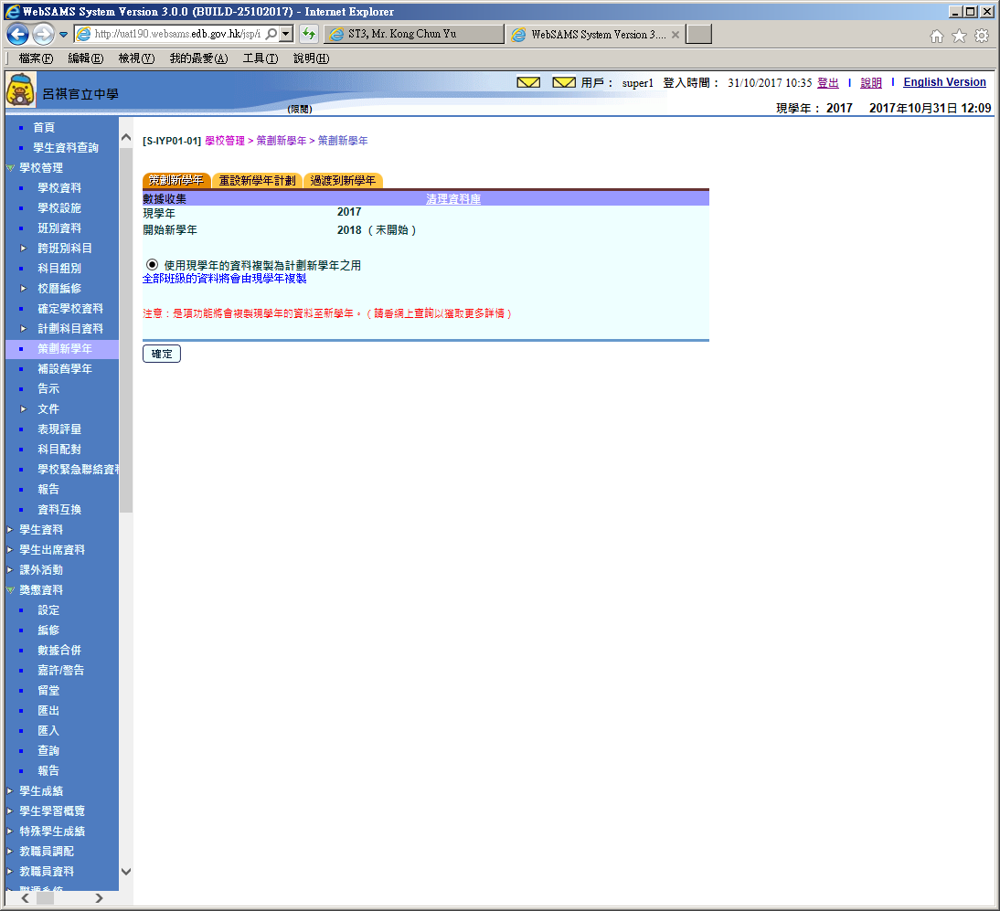 WebSAMS System Version 3.0.0 (BUILD-25102017) - Internet Explorer
http://uat190.websams.edb.gov.hk/jsp/i
ST3, Mr. Kong Chun Yu
WebSAMS System Version 3....
檔案(F) 編輯(E) 檢視(V) 我的最愛(A) 工具(T) 說明(H)
呂祺官立中學
用戶： super1 登入時間： 31/10/2017 10:35 登出 | 說明 | English Version
(限閱)
現學年： 2017 2017年10月31日 12:09
首頁
學生資料查詢
學校管理
學校資料
學校設施
班別資料
跨班別科目
科目組別
校曆編修
確定學校資料
計劃科目資料
策劃新學年
補設舊學年
告示
文件
表現評量
科目配對
學校緊急聯絡資料
報告
資料互換
學生資料
學生出席資料
課外活動
獎懲資料
設定
編修
數據合併
嘉許/警告
留堂
匯出
匯入
查詢
報告
學生成績
學生學習概覽
特殊學生成績
教職員調配
教職員資料
[S-IYP01-01] 學校管理 > 策劃新學年 > 策劃新學年
策劃新學年 重設新學年計劃 過渡到新學年
數據收集 清理資料庫
現學年 2017
開始新學年 2018 （未開始）
使用現學年的資料複製為計劃新學年之用
全部班級的資料將會由現學年複製
注意：是項功能將會複製現學年的資料至新學年。（請看網上查詢以獲取更多詳情）
確定